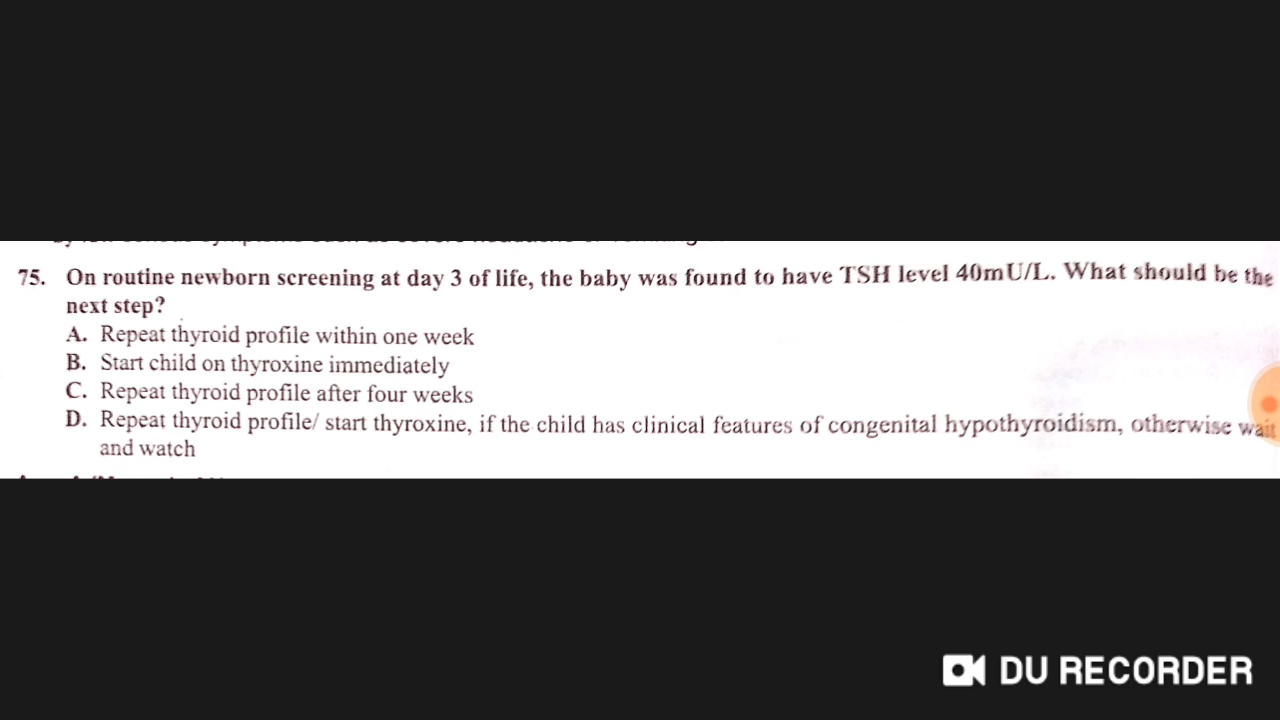 75. On routine newborn screening at day 3 of life, the baby was found to have TSH level 40mU/L. What should be the
next step?
A. Repeat thyroid profile within one week
B. Start child on thyroxine immediately
C. Repeat thyroid profile after four weeks
D. Repeat thyroid profile/ start thyroxine, if the child has clinical features of congenital hypothyroidism, otherwise wait
and watch
DU RECORDER